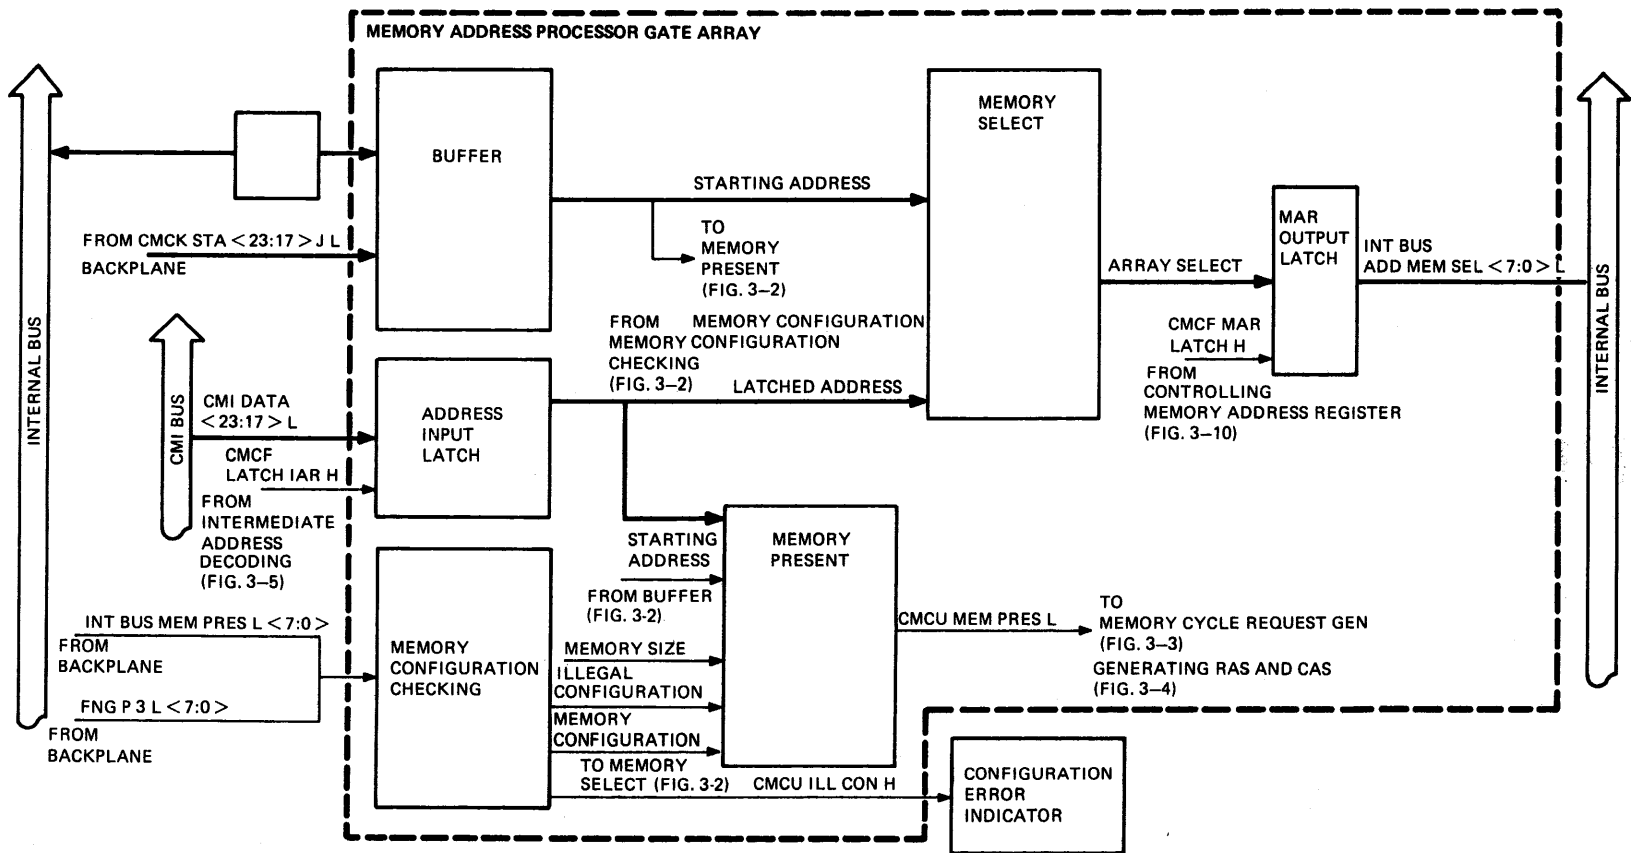 MEMORY ADDRESS PROCESSOR GATE ARRAY
INTERNAL BUS
BUFFER
MEMORY
SELECT
STARTING ADDRESS
TO
MEMORY
PRESENT
(FIG. 3–2)
FROM CMCK STA <23:17> J L
BACKPLANE
MAR
OUTPUT
LATCH
INT BUS
ADD MEM SEL <7:0> L
ARRAY SELECT
INTERNAL BUS
FROM MEMORY CONFIGURATION
MEMORY CONFIGURATION
CHECKING
(FIG. 3–2)
LATCHED ADDRESS
CMCF MAR
LATCH H
FROM
CONTROLLING
MEMORY ADDRESS REGISTER
(FIG. 3–10)
CMI BUS
CMI DATA
<23:17> L
CMCF
LATCH IAR H
FROM
INTERMEDIATE
ADDRESS
DECODING
(FIG. 3–5)
ADDRESS
INPUT
LATCH
STARTING
ADDRESS
FROM BUFFER
(FIG. 3-2)
MEMORY
PRESENT
INT BUS MEM PRES L <7:0>
FROM
BACKPLANE
FNG P 3 L <7:0>
FROM
BACKPLANE
MEMORY
CONFIGURATION
CHECKING
MEMORY SIZE
ILLEGAL
CONFIGURATION
MEMORY
CONFIGURATION
TO MEMORY
SELECT (FIG. 3-2)
CMCU ILL CON H
CMCU MEM PRES L
TO
MEMORY CYCLE REQUEST GEN
(FIG. 3–3)
GENERATING RAS AND CAS
(FIG. 3–4)
CONFIGURATION
ERROR
INDICATOR